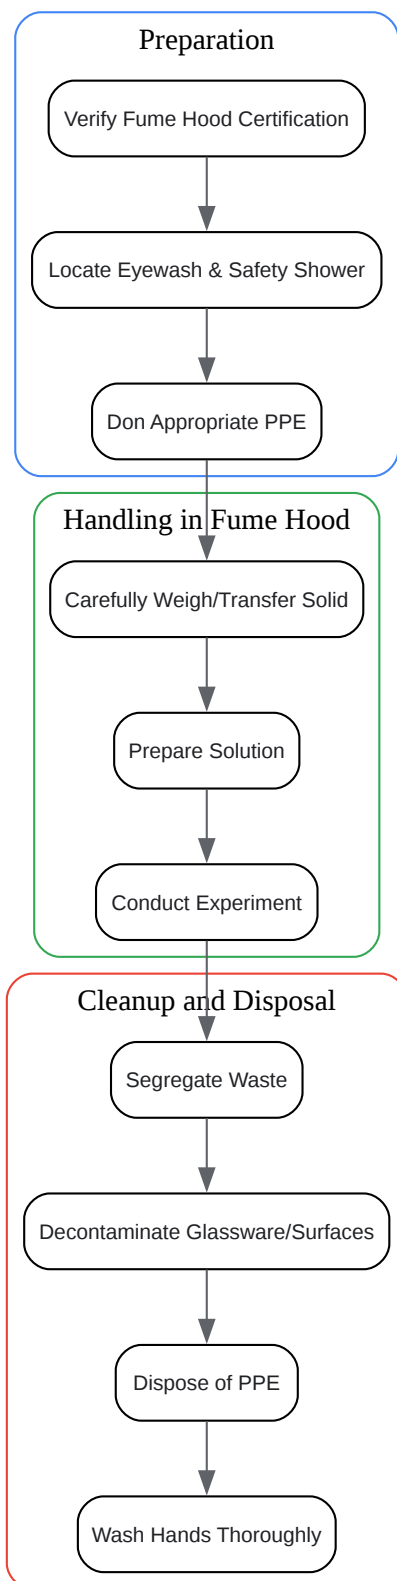 Preparation
Verify Fume Hood Certification
Locate Eyewash & Safety Shower
Don Appropriate PPE
Handling in Fume Hood
Carefully Weigh/Transfer Solid
Prepare Solution
Conduct Experiment
Cleanup and Disposal
Segregate Waste
Decontaminate Glassware/Surfaces
Dispose of PPE
Wash Hands Thoroughly